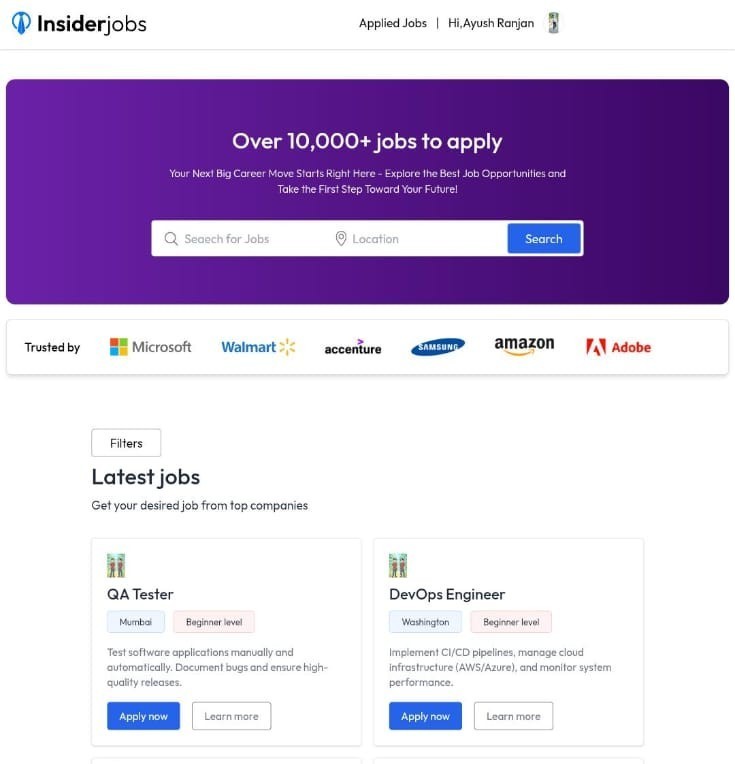 Insiderjobs
Applied Jobs | Hi,Ayush Ranjan
Over 10,000+ jobs to apply
Your Next Big Career Move Starts Right Here - Explore the Best Job Opportunities and
Take the First Step Toward Your Future!
Seaech for Jobs
Location
Search
Trusted by
Microsoft
Walmart
accenture
SAMSUNG
amazon
Adobe
Filters
Latest jobs
Get your desired job from top companies
QA Tester
Mumbai
Beginner level
Test software applications manually and
automatically. Document bugs and ensure high-
quality releases.
Apply now
Learn more
DevOps Engineer
Washington
Beginner level
Implement CI/CD pipelines, manage cloud
infrastructure (AWS/Azure), and monitor system
performance.
Apply now
Learn more